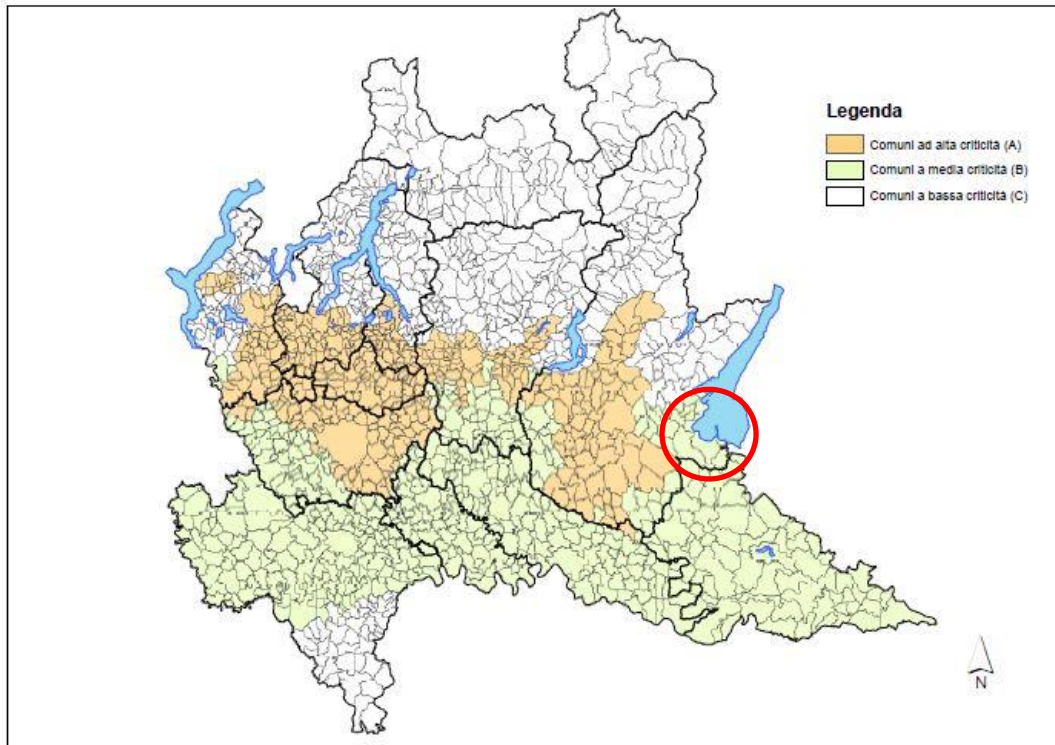 Legenda
Comuni ad alta criticità (A)
Comuni a media criticità (B)
Comuni a bassa criticità (C)
N